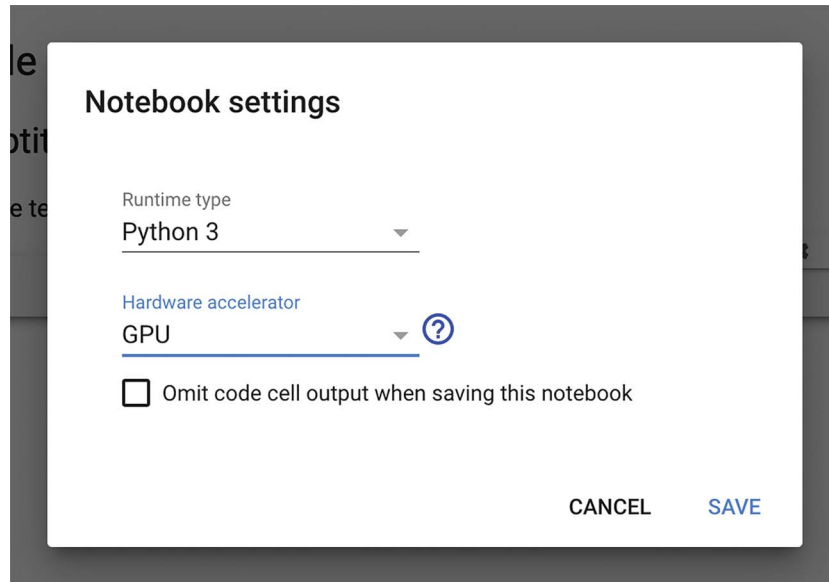 Notebook settings
Runtime type
Python 3
Hardware accelerator
GPU
?
Omit code cell output when saving this notebook
CANCEL SAVE